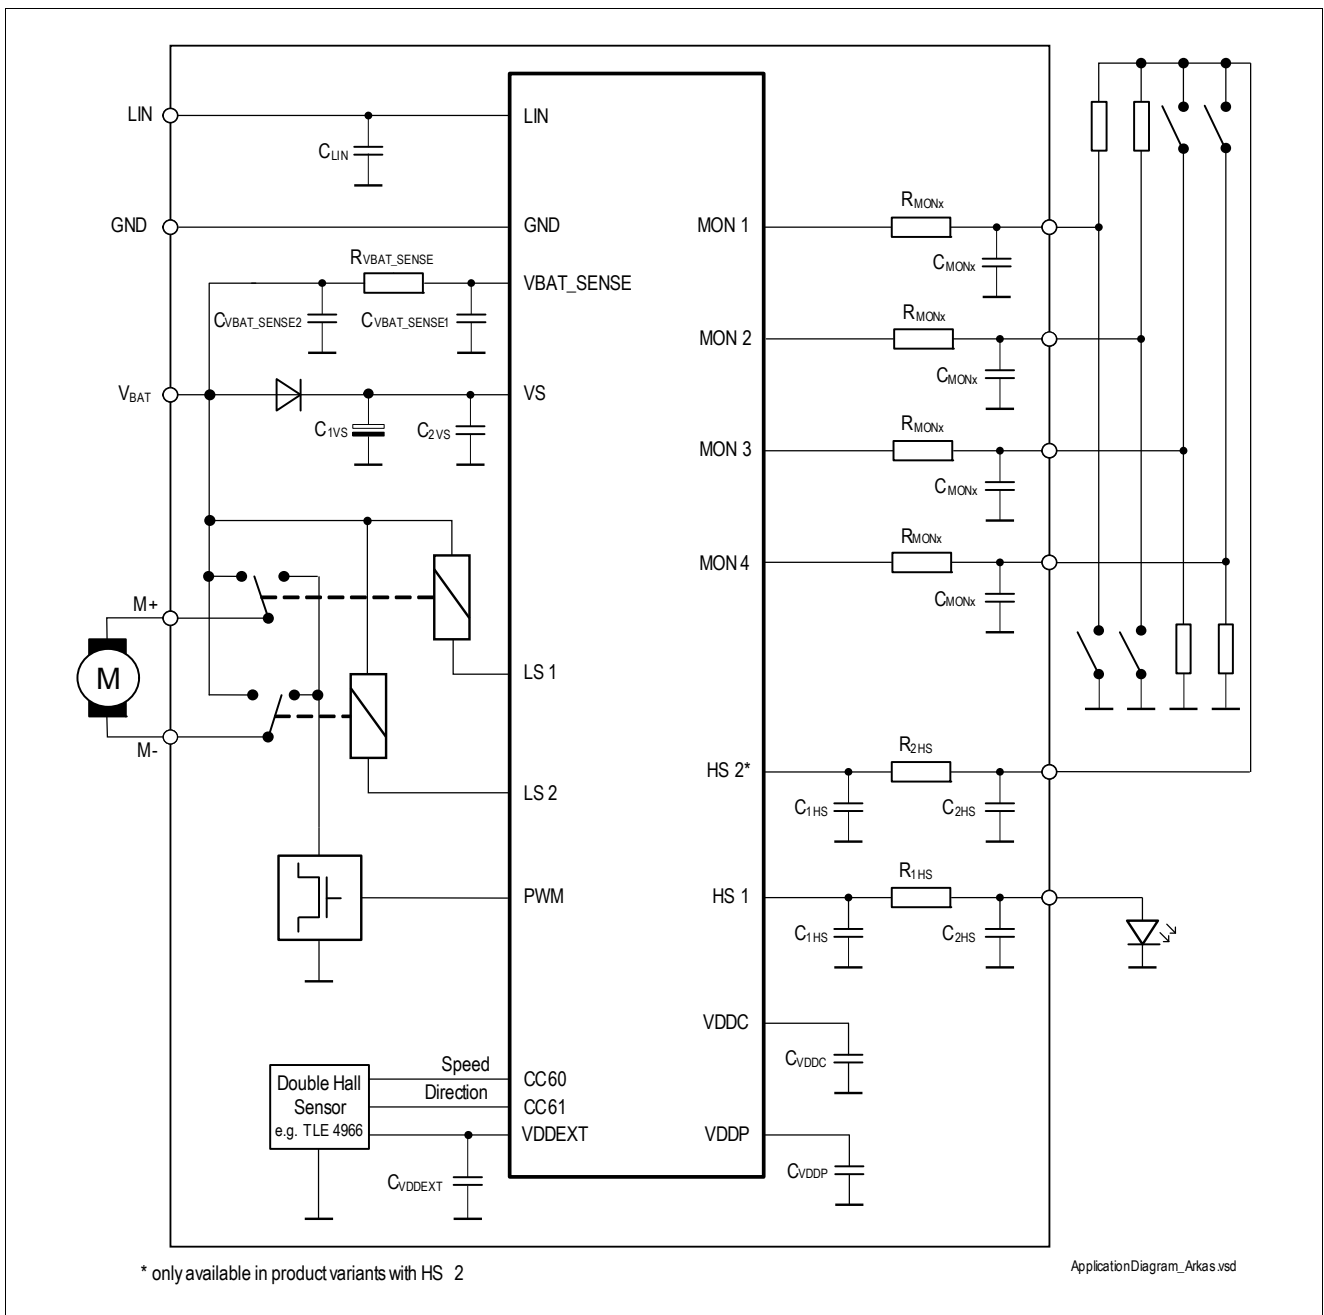 LIN
LIN
CLIN
GND
GND
MON 1
RMONx
CMONx
RVBAT_SENSE
VBAT_SENSE
CVBAT_SENSE2
CVBAT_SENSE1
MON 2
RMONx
CMONx
VBAT
VS
C1VS
C2VS
MON 3
RMONx
CMONx
MON 4
RMONx
CMONx
M+
M
M-
LS 1
LS 2
HS 2*
R2HS
C1HS
C2HS
PWM
HS 1
R1HS
C1HS
C2HS
VDDC
CVDDC
Double Hall
Sensor
e.g. TLE 4966
Speed
Direction
CC60
CC61
VDDEXT
CVDDEXT
VDDP
CVDDP
* only available in product variants with HS 2
ApplicationDiagram_Arkas.vsd